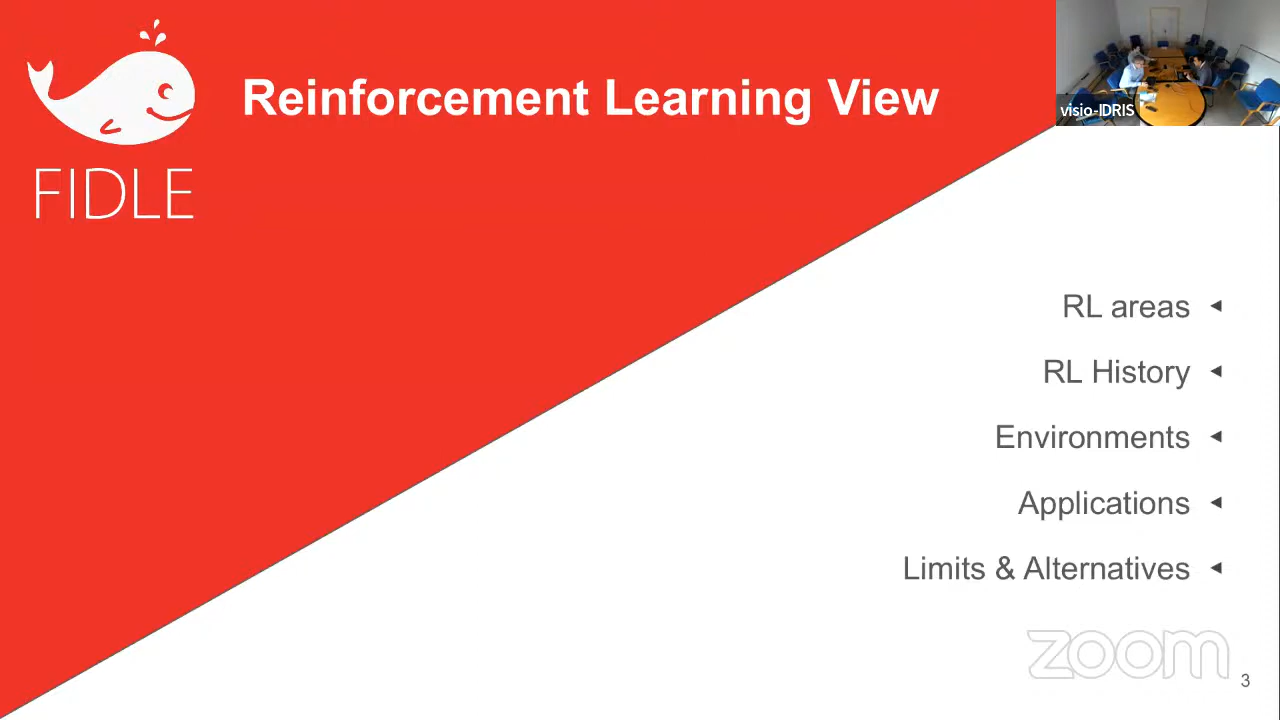 Reinforcement Learning View
visio-IDRIS
FIDLE
RL areas
RL History
Environments
Applications
Limits & Alternatives
zoom
3